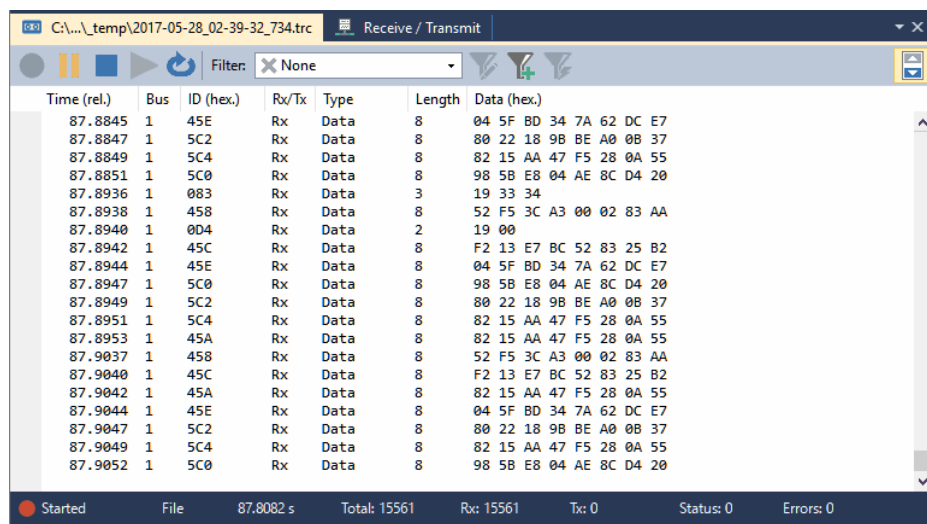 C:\...\_temp\2017-05-28_02-39-32_734.trc Receive / Transmit
Filter: None
Time (rel.) Bus ID (hex.) Rx/Tx Type Length Data (hex.)
87.8845 1 45E Rx Data 8 04 5F BD 34 7A 62 DC E7
87.8847 1 5C2 Rx Data 8 80 22 18 9B BE A0 0B 37
87.8849 1 5C4 Rx Data 8 82 15 AA 47 F5 28 0A 55
87.8851 1 5C0 Rx Data 8 98 5B E8 04 AE 8C D4 20
87.8936 1 083 Rx Data 3 19 33 34
87.8938 1 458 Rx Data 8 52 F5 3C A3 00 02 83 AA
87.8940 1 0D4 Rx Data 2 19 00
87.8942 1 45C Rx Data 8 F2 13 E7 BC 52 83 25 B2
87.8944 1 45E Rx Data 8 04 5F BD 34 7A 62 DC E7
87.8947 1 5C0 Rx Data 8 98 5B E8 04 AE 8C D4 20
87.8949 1 5C2 Rx Data 8 80 22 18 9B BE A0 0B 37
87.8951 1 5C4 Rx Data 8 82 15 AA 47 F5 28 0A 55
87.8953 1 45A Rx Data 8 82 15 AA 47 F5 28 0A 55
87.9037 1 458 Rx Data 8 52 F5 3C A3 00 02 83 AA
87.9040 1 45C Rx Data 8 F2 13 E7 BC 52 83 25 B2
87.9042 1 45A Rx Data 8 82 15 AA 47 F5 28 0A 55
87.9044 1 45E Rx Data 8 04 5F BD 34 7A 62 DC E7
87.9047 1 5C2 Rx Data 8 80 22 18 9B BE A0 0B 37
87.9049 1 5C4 Rx Data 8 82 15 AA 47 F5 28 0A 55
87.9052 1 5C0 Rx Data 8 98 5B E8 04 AE 8C D4 20
Started File 87.8082 s Total: 15561 Rx: 15561 Tx: 0 Status: 0 Errors: 0